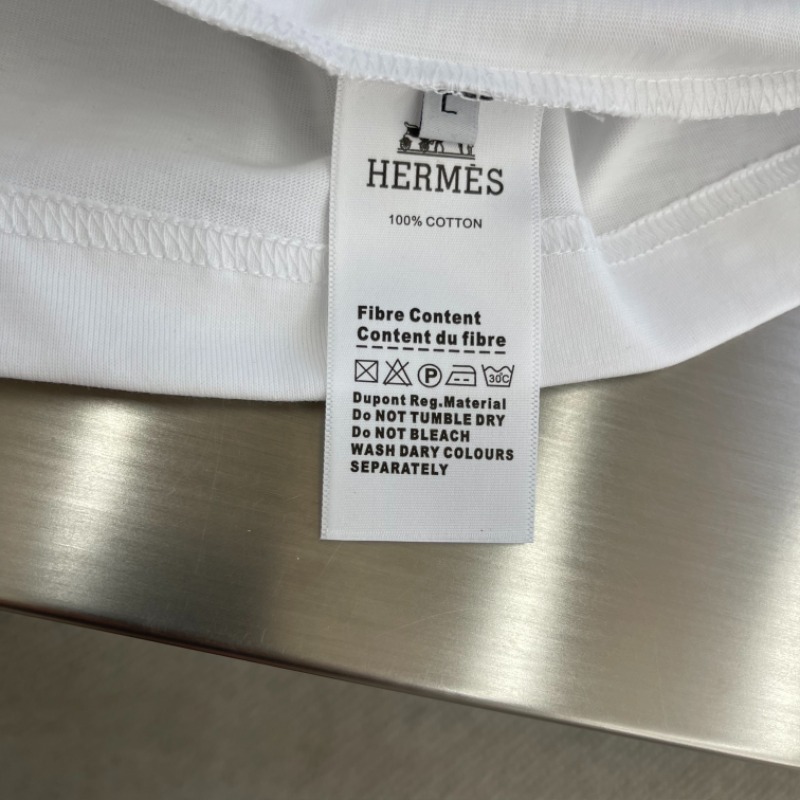 L
HERMÈS
100% COTTON
Fibre Content
Content du fibre
P
30C
Dupont Reg.Material
Do NOT TUMBLE DRY
Do NOT BLEACH
WASH DARY COLOURS
SEPARATELY